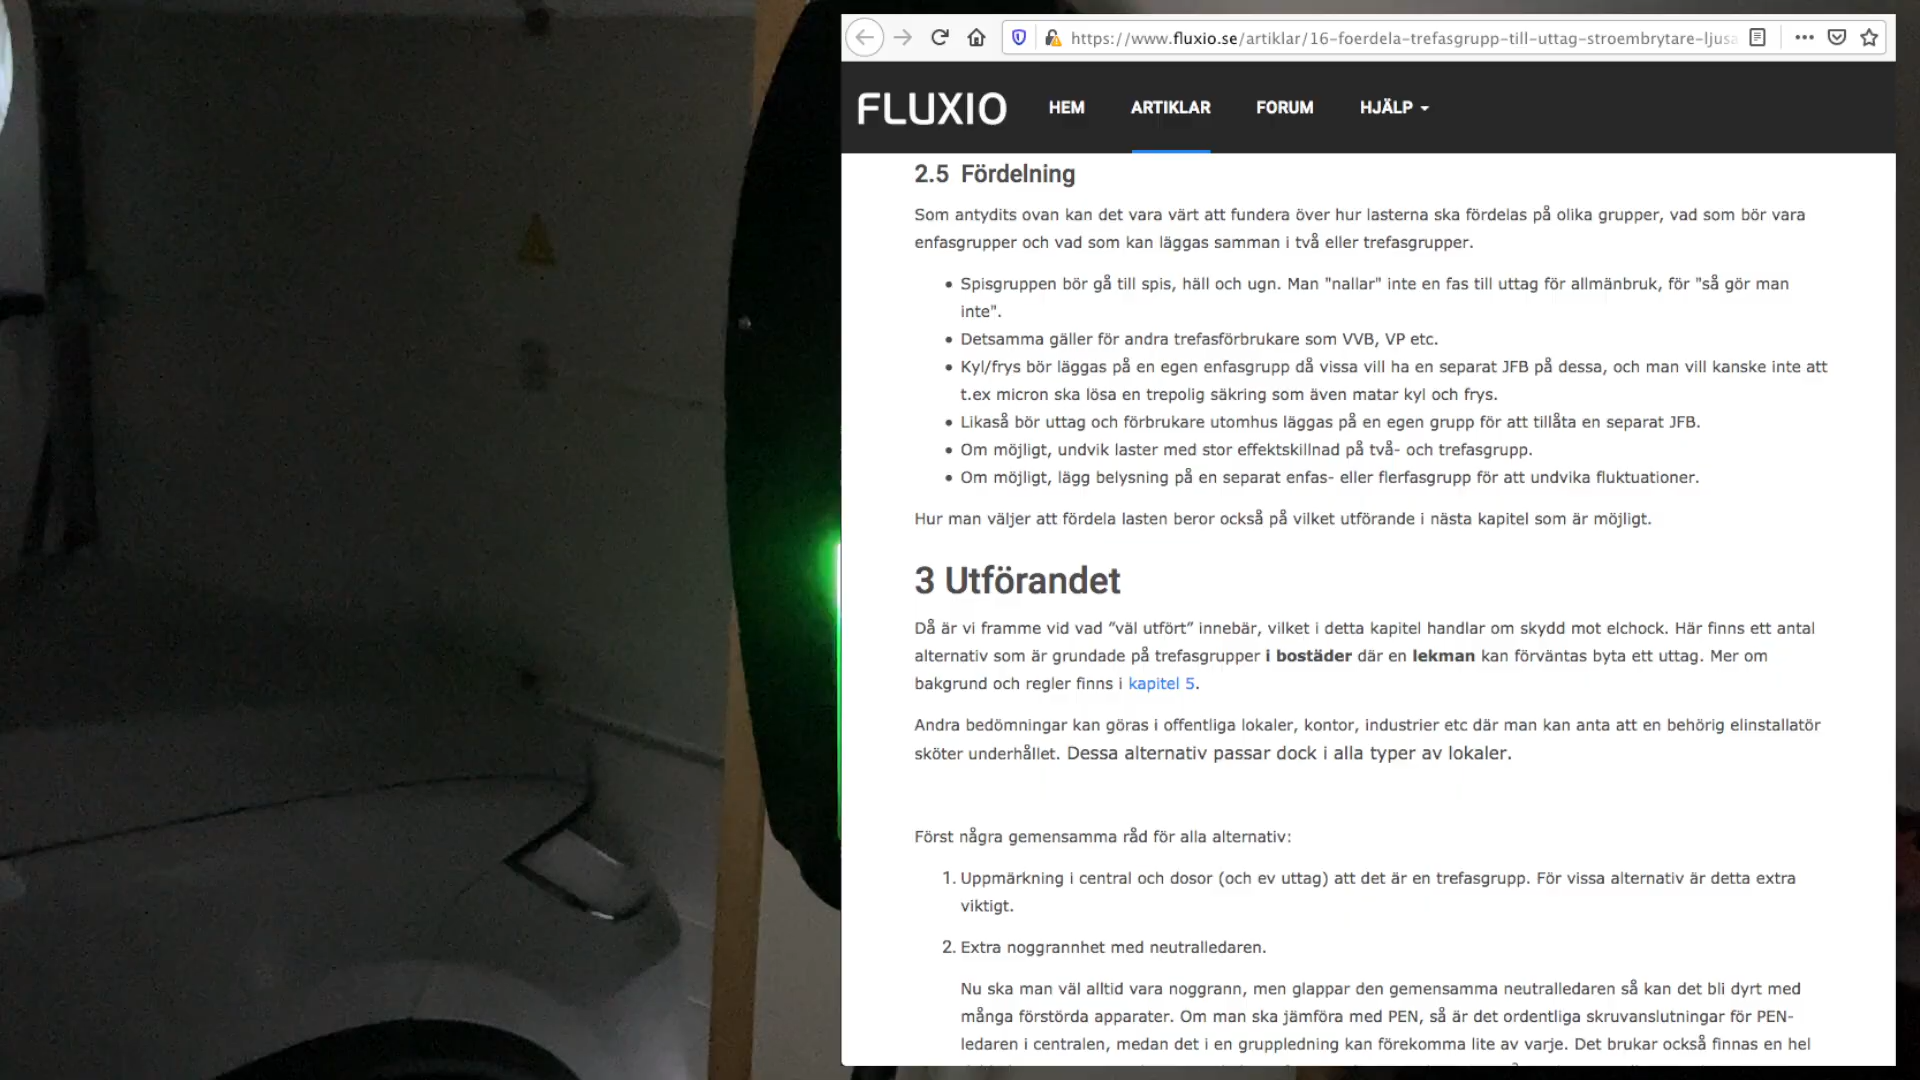 https://www.fluxio.se/artiklar/16-foerdela-trefasgrupp-till-uttag-stroembrytare-ljusa
FLUXIO HEM ARTIKLAR FORUM HJÄLP
2.5 Fördelning
Som antydits ovan kan det vara värt att fundera över hur lasterna ska fördelas på olika grupper, vad som bör vara
enfasgrupper och vad som kan läggas samman i två eller trefasgrupper.
• Spisgruppen bör gå till spis, häll och ugn. Man "nallar" inte en fas till uttag för allmänbruk, för "så gör man
inte".
• Detsamma gäller för andra trefasförbrukare som VVB, VP etc.
• Kyl/frys bör läggas på en egen enfasgrupp då vissa vill ha en separat JFB på dessa, och man vill kanske inte att
t.ex micron ska lösa en trepolig säkring som även matar kyl och frys.
• Likaså bör uttag och förbrukare utomhus läggas på en egen grupp för att tillåta en separat JFB.
• Om möjligt, undvik laster med stor effektskillnad på två- och trefasgrupp.
• Om möjligt, lägg belysning på en separat enfas- eller flerfasgrupp för att undvika fluktuationer.
Hur man väljer att fördela lasten beror också på vilket utförande i nästa kapitel som är möjligt.
3 Utförandet
Då är vi framme vid vad ”väl utfört” innebär, vilket i detta kapitel handlar om skydd mot elchock. Här finns ett antal
alternativ som är grundade på trefasgrupper i bostäder där en lekman kan förväntas byta ett uttag. Mer om
bakgrund och regler finns i kapitel 5.
Andra bedömningar kan göras i offentliga lokaler, kontor, industrier etc där man kan anta att en behörig elinstallatör
sköter underhållet. Dessa alternativ passar dock i alla typer av lokaler.
Först några gemensamma råd för alla alternativ:
1. Uppmärkning i central och dosor (och ev uttag) att det är en trefasgrupp. För vissa alternativ är detta extra
viktigt.
2. Extra noggrannhet med neutralledaren.
Nu ska man väl alltid vara noggrann, men glappar den gemensamma neutralledaren så kan det bli dyrt med
många förstörda apparater. Om man ska jämföra med PEN, så är det ordentliga skruvanslutningar för PEN-
ledaren i centralen, medan det i en gruppledning kan förekomma lite av varje. Det brukar också finnas en hel